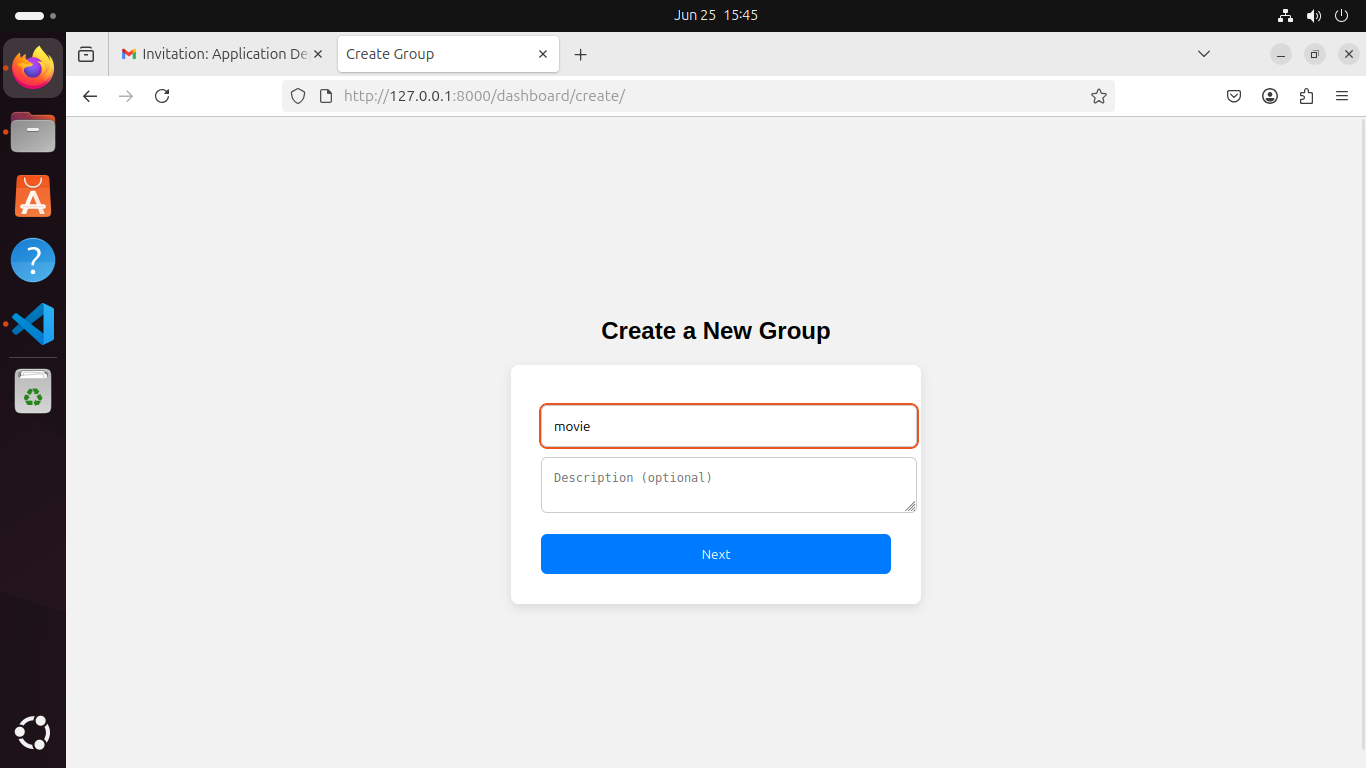 Jun 25 15:45
Invitation: Application De
Create Group
http://127.0.0.1:8000/dashboard/create/
Create a New Group
movie
Description (optional)
Next